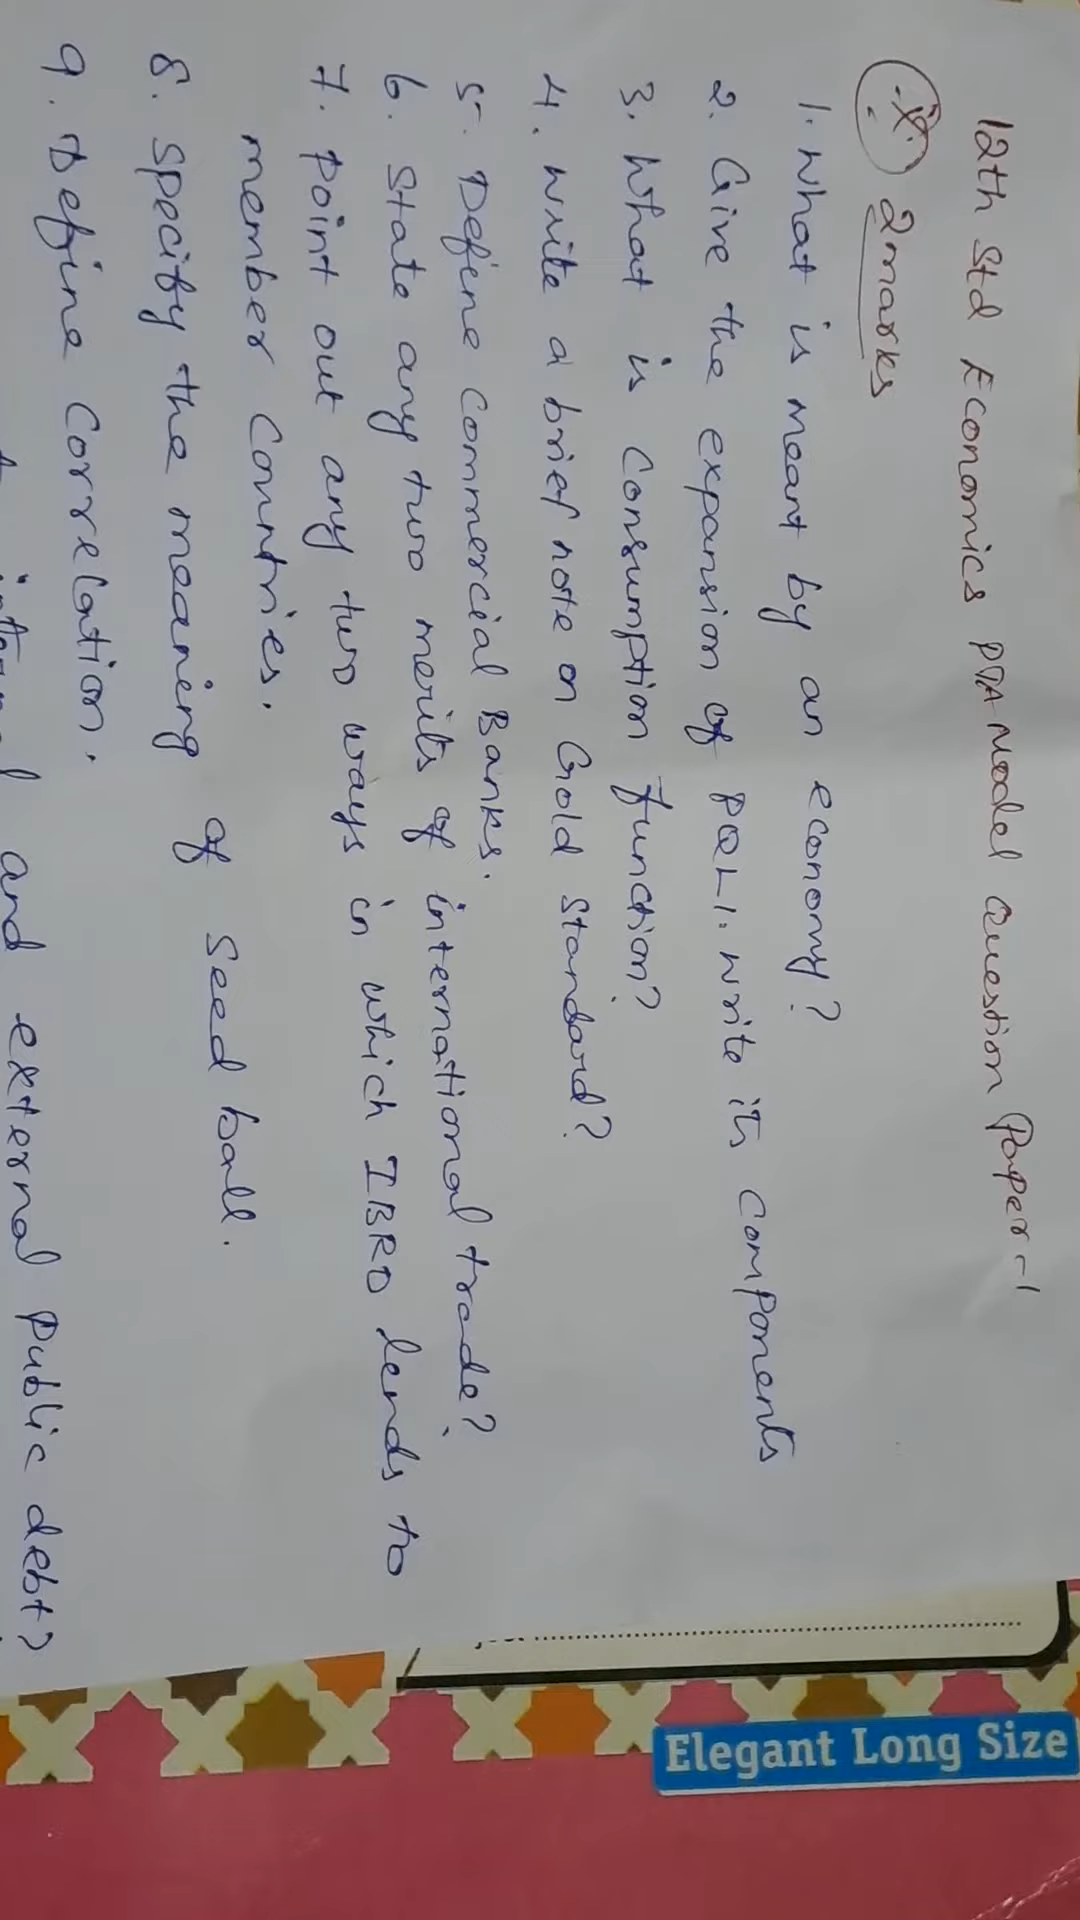 12th Std Economics PTA Model Question Paper-1
2marks
1. What is meant by an economy?
2. Give the expansion of PQLI. write its components
3. What is Consumption function?
4. Write a brief note on Gold Standard?
5. Define Commercial Banks.
6. State any two merits of international trade?
7. Point out any two ways in which IBRD lends to
member Countries.
8. Specify the meaning of Seed ball.
9. Define Correlation.
and external public debt?
Elegant Long Size